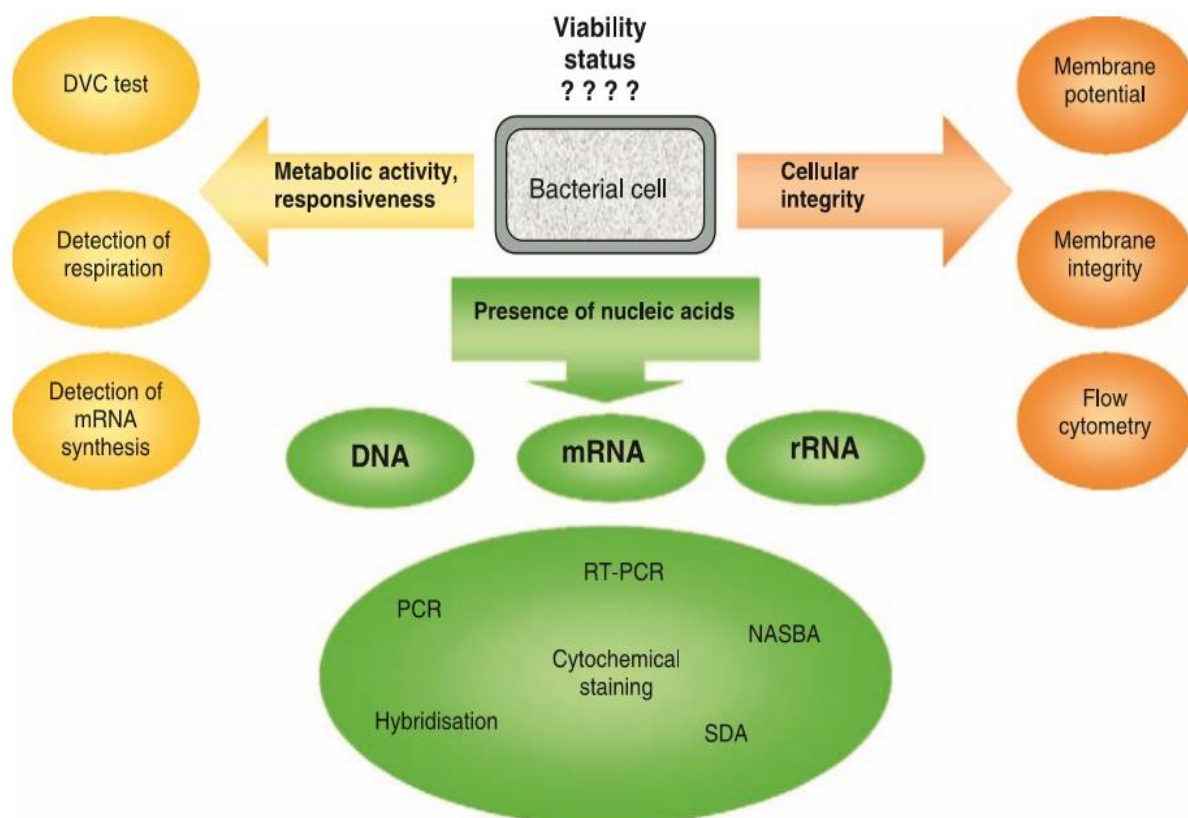 Viability
status
? ? ? ?
DVC test
Membrane
potential
Metabolic activity,
responsiveness
Bacterial cell
Cellular
integrity
Detection of
respiration
Membrane
integrity
Presence of nucleic acids
Detection of
mRNA
synthesis
Flow
cytometry
DNA
mRNA
rRNA
RT-PCR
PCR
NASBA
Cytochemical
staining
Hybridisation
SDA